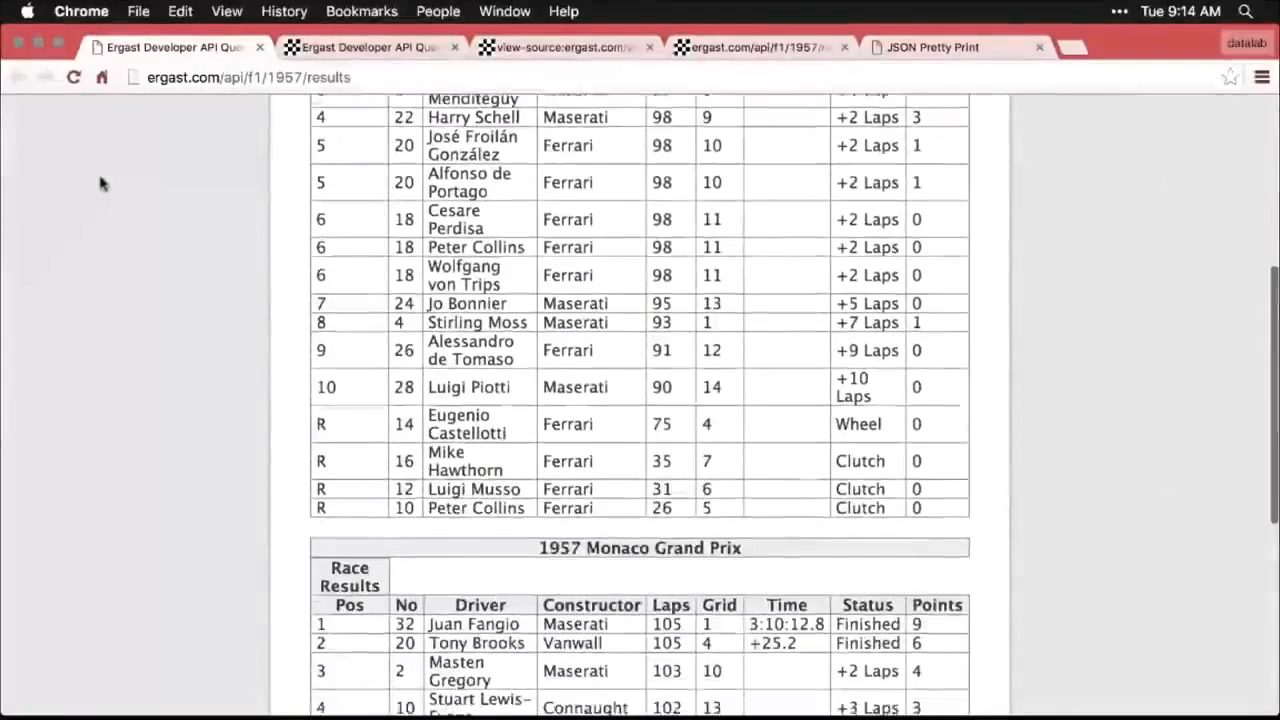 Chrome File Edit View History Bookmarks People Window Help ••• Tue 9:14 AM
Ergast Developer API Que × Ergast Developer API Que × view-source:ergast.com/ × ergast.com/api/f1/1957/r × JSON Pretty Print × datalab
ergast.com/api/f1/1957/results
Menditeguy
4 22 Harry Schell Maserati 98 9 +2 Laps 3
5 20 José Froilán González Ferrari 98 10 +2 Laps 1
5 20 Alfonso de Portago Ferrari 98 10 +2 Laps 1
6 18 Cesare Perdisa Ferrari 98 11 +2 Laps 0
6 18 Peter Collins Ferrari 98 11 +2 Laps 0
6 18 Wolfgang von Trips Ferrari 98 11 +2 Laps 0
7 24 Jo Bonnier Maserati 95 13 +5 Laps 0
8 4 Stirling Moss Maserati 93 1 +7 Laps 1
9 26 Alessandro de Tomaso Ferrari 91 12 +9 Laps 0
10 28 Luigi Piotti Maserati 90 14 +10 Laps 0
R 14 Eugenio Castellotti Ferrari 75 4 Wheel 0
R 16 Mike Hawthorn Ferrari 35 7 Clutch 0
R 12 Luigi Musso Ferrari 31 6 Clutch 0
R 10 Peter Collins Ferrari 26 5 Clutch 0
1957 Monaco Grand Prix
Race Results
Pos No Driver Constructor Laps Grid Time Status Points
1 32 Juan Fangio Maserati 105 1 3:10:12.8 Finished 9
2 20 Tony Brooks Vanwall 105 4 +25.2 Finished 6
3 2 Masten Gregory Maserati 103 10 +2 Laps 4
4 10 Stuart Lewis- Connaught 102 13 +3 Laps 3